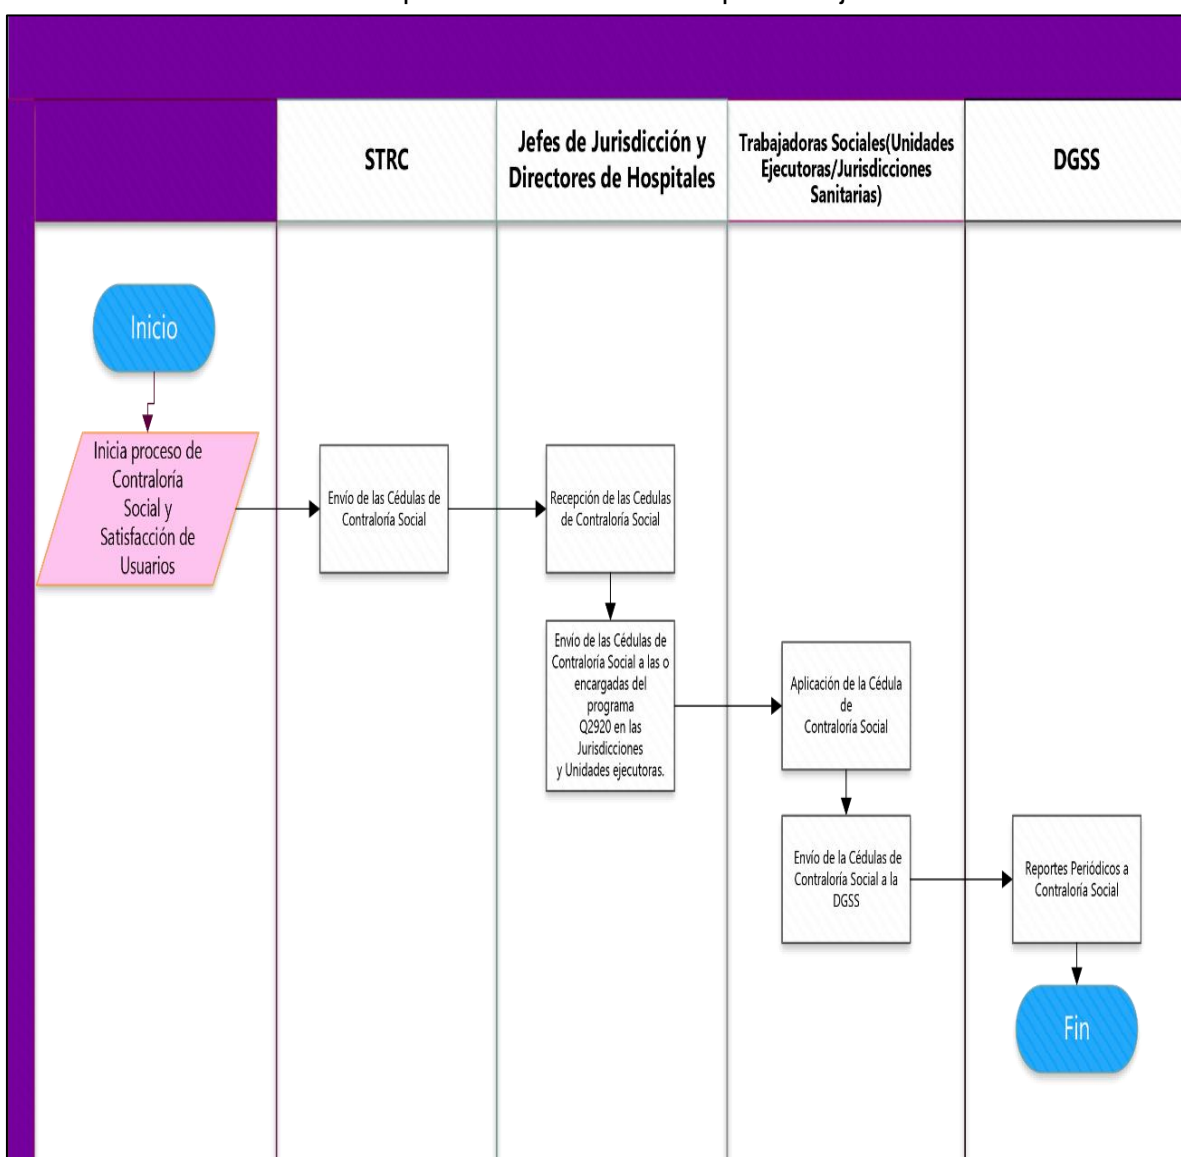 STRC
Jefes de Jurisdicción y
Directores de Hospitales
Trabajadoras Sociales(Unidades
Ejecutoras/Jurisdicciones
Sanitarias)
DGSS
Inicio
Inicia proceso de
Contraloría
Social y
Satisfacción de
Usuarios
Envío de las Cédulas de
Contraloría Social
Recepción de las Cedulas
de Contraloría Social
Envío de las Cédulas de
Contraloría Social a las o
encargadas del
programa
Q2920 en las
Jurisdicciones
y Unidades ejecutoras.
Aplicación de la Cédula
de
Contraloría Social
Envío de la Cédulas de
Contraloría Social a la
DGSS
Reportes Periódicos a
Contraloría Social
Fin